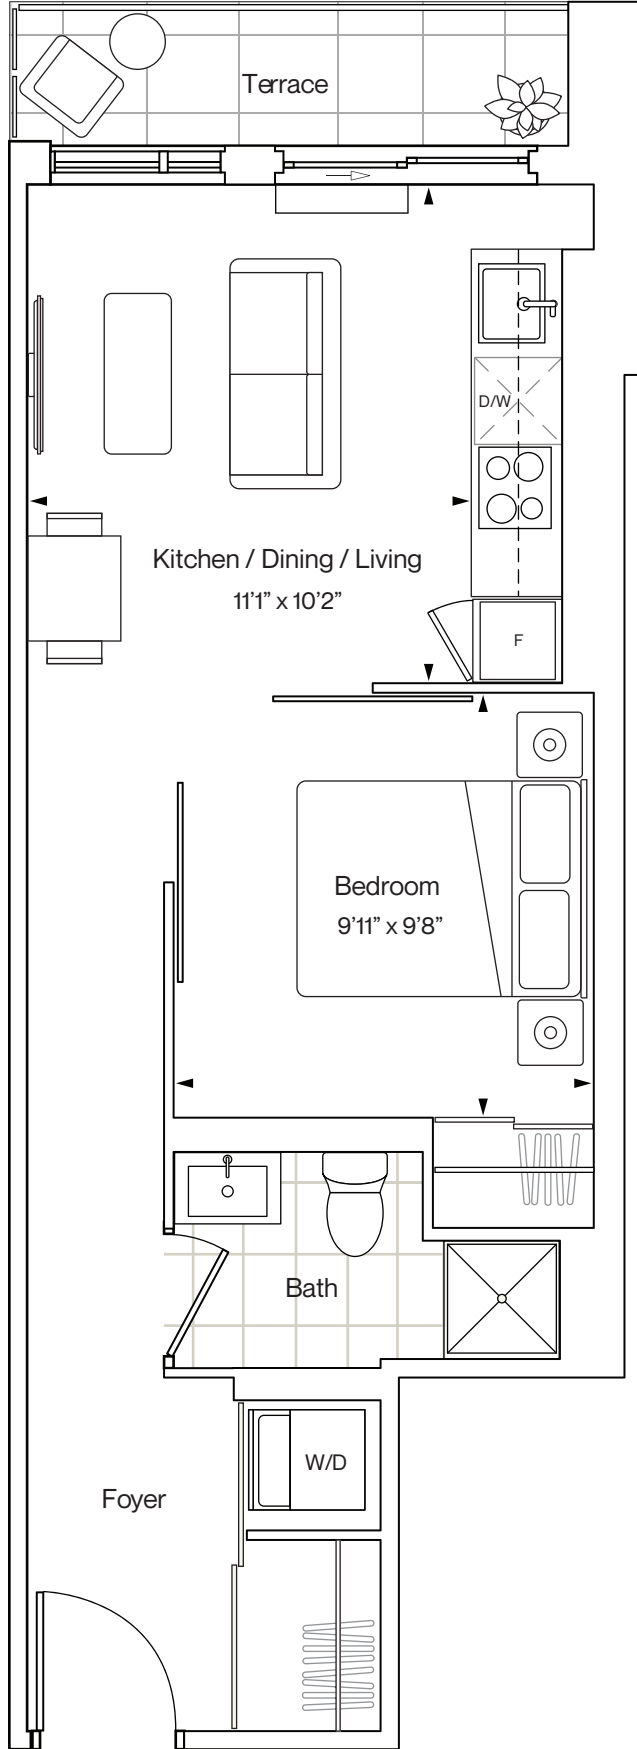 Terrace
D/W
Kitchen / Dining / Living
11’1” x 10’2”
F
Bedroom
9’11” x 9’8”
Bath
W/D
Foyer